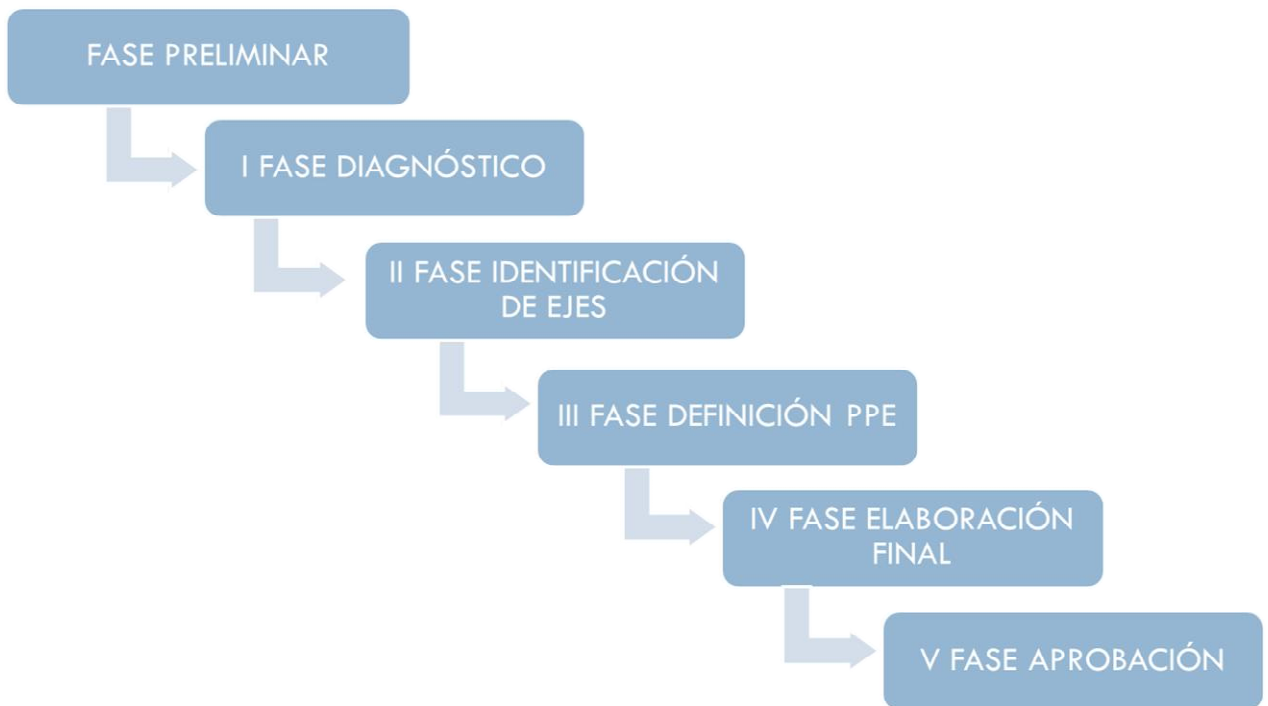 FASE PRELIMINAR
I FASE DIAGNÓSTICO
II FASE IDENTIFICACIÓN
DE EJES
III FASE DEFINICIÓN PPE
IV FASE ELABORACIÓN
FINAL
V FASE APROBACIÓN